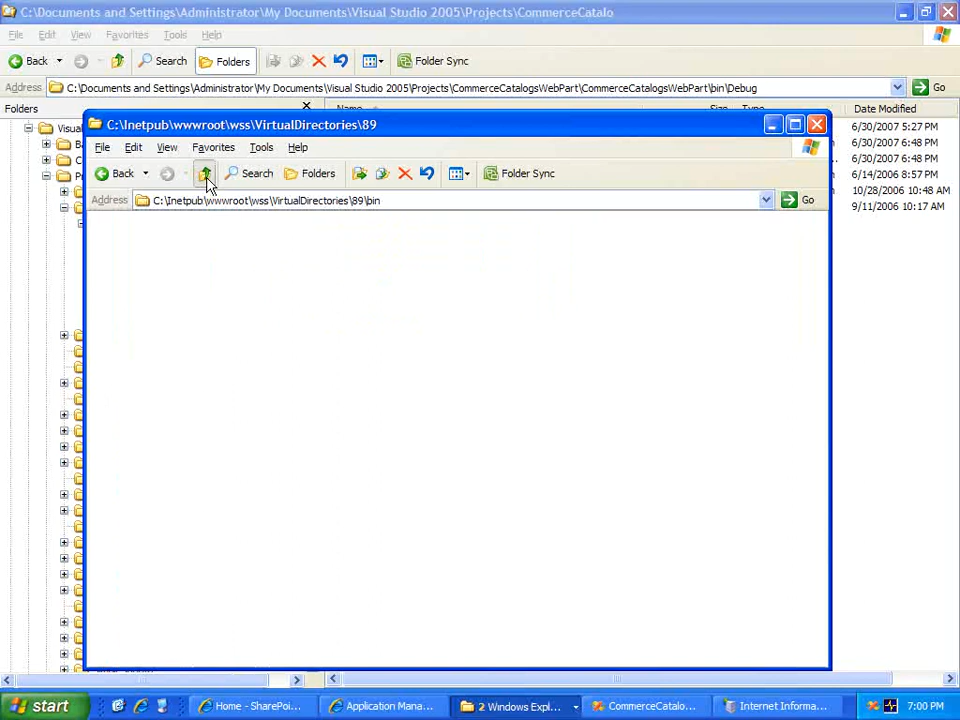 C:\Documents and Settings\Administrator\My Documents\Visual Studio 2005\Projects\CommerceCatalo
File Edit View Favorites Tools Help
Back Search Folders Folder Sync
Address C:\Documents and Settings\Administrator\My Documents\Visual Studio 2005\Projects\CommerceCatalogsWebPart\CommerceCatalogsWebPart\bin\Debug Go
Folders Name Size Type Date Modified
C:\Inetpub\wwwroot\wss\VirtualDirectories\89
File Edit View Favorites Tools Help
Back Search Folders Folder Sync
Address C:\Inetpub\wwwroot\wss\VirtualDirectories\89\bin Go
Visual
6/30/2007 5:27 PM
6/30/2007 6:48 PM
6/30/2007 6:48 PM
6/14/2006 8:57 PM
10/28/2006 10:48 AM
9/11/2006 10:17 AM
start Home - SharePoi... Application Mana... 2 Windows Expl... CommerceCatalo... Internet Informa... 7:00 PM